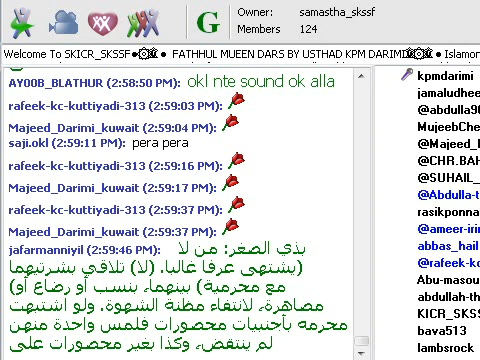 G
Owner: samastha_skssf
Members 124
Welcome To SKICR_SKSSF FATHHUL MUEEN DARS BY USTHAD KPM DARIMI Islamon
AYO0B_BLATHUR (2:58:50 PM): okl nte sound ok alla
rafeek-kc-kuttiyadi-313 (2:59:03 PM):
Majeed_Darimi_kuwait (2:59:04 PM):
saji.okl (2:59:11 PM): pera pera
rafeek-kc-kuttiyadi-313 (2:59:16 PM):
Majeed_Darimi_kuwait (2:59:17 PM):
rafeek-kc-kuttiyadi-313 (2:59:37 PM):
Majeed_Darimi_kuwait (2:59:37 PM):
jafarmanniyil (2:59:46 PM): بذي الصغر: من لا
يشتهى عرفا غالبا. (لا) تلاقي بشرتيهما)
مع محرمية) بينهما، بنسب أو رضاع أو)
مصاهرة، لانتفاء مظنة الشهوة. ولو اشتبهت
محرمه بأجنبيات محصورات فلمس واحدة منهن
لم ينتقض، وكذا بغير محصورات على
kpmdarimi
jamaludhee
@abdulla90
MujeebChe
@Majeed_
@CHR.BAH
@SUHAIL_
@Abdulla-t
rasikponna
@ameer-irin
abbas_hail
@rafeek-kc
Abu-masou
abdullah-th
KICR_SKSS
bava513
lambsrock